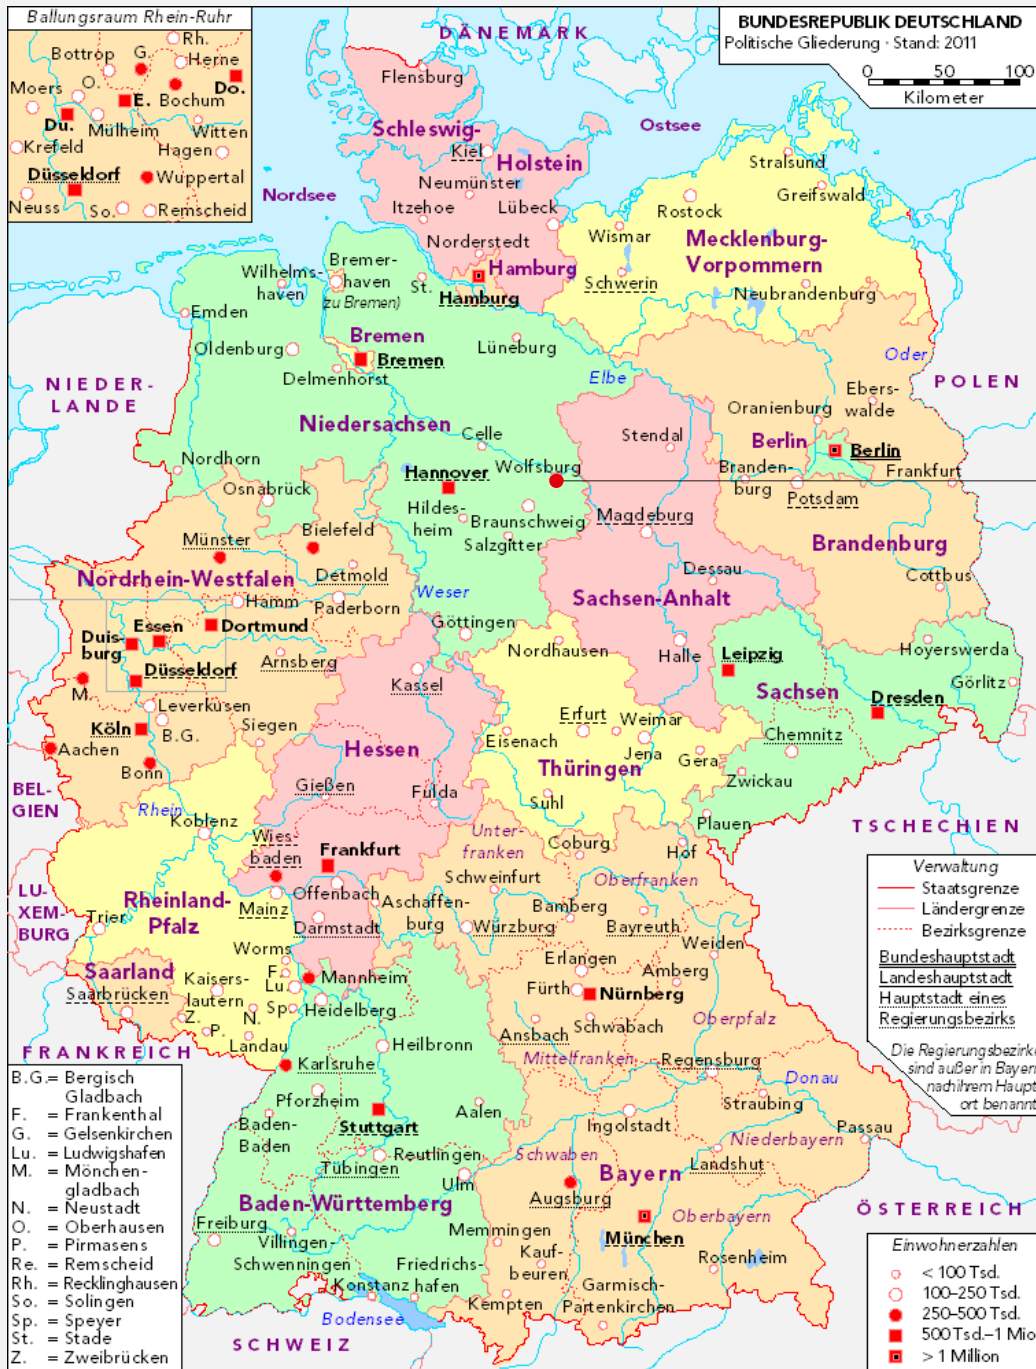 Ballungsraum Rhein-Ruhr
Rh.
Bottrop
G.
Herne
Moers
O.
Do.
E.
Bochum
Du.
Mülheim
Witten
Krefeld
Hagen
Düsseldorf
Wuppertal
Neuss
So.
Remscheid
BUNDESREPUBLIK DEUTSCHLAND
Politische Gliederung · Stand: 2011
0 50 100
Kilometer
DÄNEMARK
Flensburg
Ostsee
Schleswig-
Holstein
Kiel
Nordsee
Neumünster
Itzehoe
Lübeck
Norderstedt
Stralsund
Greifswald
Rostock
Wismar
Mecklenburg-
Vorpommern
Schwerin
Neubrandenburg
Hamburg
Hamburg
Wilhelms-
haven
Bremer-
haven
(zu Bremen)
St.
Emden
Oldenburg
Bremen
Bremen
Delmenhorst
Lüneburg
Elbe
Oder
NIEDER-
LANDE
POLEN
Ebers-
walde
Oranienburg
Niedersachsen
Stendal
Berlin
Berlin
Celle
Nordhorn
Hannover
Wolfsburg
Branden-
burg
Frankfurt
Osnabrück
Potsdam
Hildes-
heim
Braunschweig
Salzgitter
Magdeburg
Bielefeld
Münster
Brandenburg
Nordrhein-Westfalen
Detmold
Weser
Dessau
Cottbus
Hamm
Paderborn
Sachsen-Anhalt
Duis-
burg
Essen
Dortmund
Göttingen
Nordhausen
Halle
Leipzig
Hoyerswerda
Düsseldorf
Arnsberg
Kassel
Görlitz
M.
Sachsen
Dresden
Leverkusen
Köln
B.G.
Siegen
Erfurt
Weimar
Chemnitz
Aachen
Hessen
Eisenach
Jena
Gera
Bonn
Thüringen
Zwickau
BEL-
GIEN
Rhein
Gießen
Fulda
Suhl
Koblenz
Plauen
TSCHECHIEN
Wies-
baden
Frankfurt
Unter-
franken
Coburg
Hof
Offenbach
Schweinfurt
Oberfranken
LU-
XEM-
BURG
Rheinland-
Pfalz
Mainz
Aschaffen-
burg
Bamberg
Trier
Darmstadt
Würzburg
Bayreuth
Worms
Weiden
Saarland
Saarbrücken
Kaisers-
lautern
F.
Lu.
Mannheim
Erlangen
Amberg
Fürth
Nürnberg
Z.
P.
N.
Sp.
Heidelberg
Ansbach
Schwabach
Oberpfalz
Landau
FRANKREICH
Heilbronn
Mittelfranken
Karlsruhe
Regensburg
Donau
Pforzheim
Straubing
Aalen
Ingolstadt
Baden-
Baden
Stuttgart
Passau
Niederbayern
Tübingen
Reutlingen
Schwaben
Bayern
Landshut
Ulm
Augsburg
Baden-Württemberg
Freiburg
München
Oberbayern
ÖSTERREICH
Villingen-
Schwenningen
Memmingen
Kauf-
beuren
Rosenheim
Friedrichs-
hafen
Konstanz
Garmisch-
Partenkirchen
Kempten
Bodensee
SCHWEIZ
Verwaltung
Staatsgrenze
Ländergrenze
Bezirksgrenze
Bundeshauptstadt
Landeshauptstadt
Hauptstadt eines
Regierungsbezirks
Die Regierungsbezirke
sind außer in Bayern
nach ihrem Haupt-
ort benannt
B.G.= Bergisch
Gladbach
F. = Frankenthal
G. = Gelsenkirchen
Lu. = Ludwigshafen
M. = Mönchen-
gladbach
N. = Neustadt
O. = Oberhausen
P. = Pirmasens
Re. = Remscheid
Rh. = Recklinghausen
So. = Solingen
Sp. = Speyer
St. = Stade
Z. = Zweibrücken
Einwohnerzahlen
< 100 Tsd.
100–250 Tsd.
250–500 Tsd.
500 Tsd.–1 Mio
> 1 Million